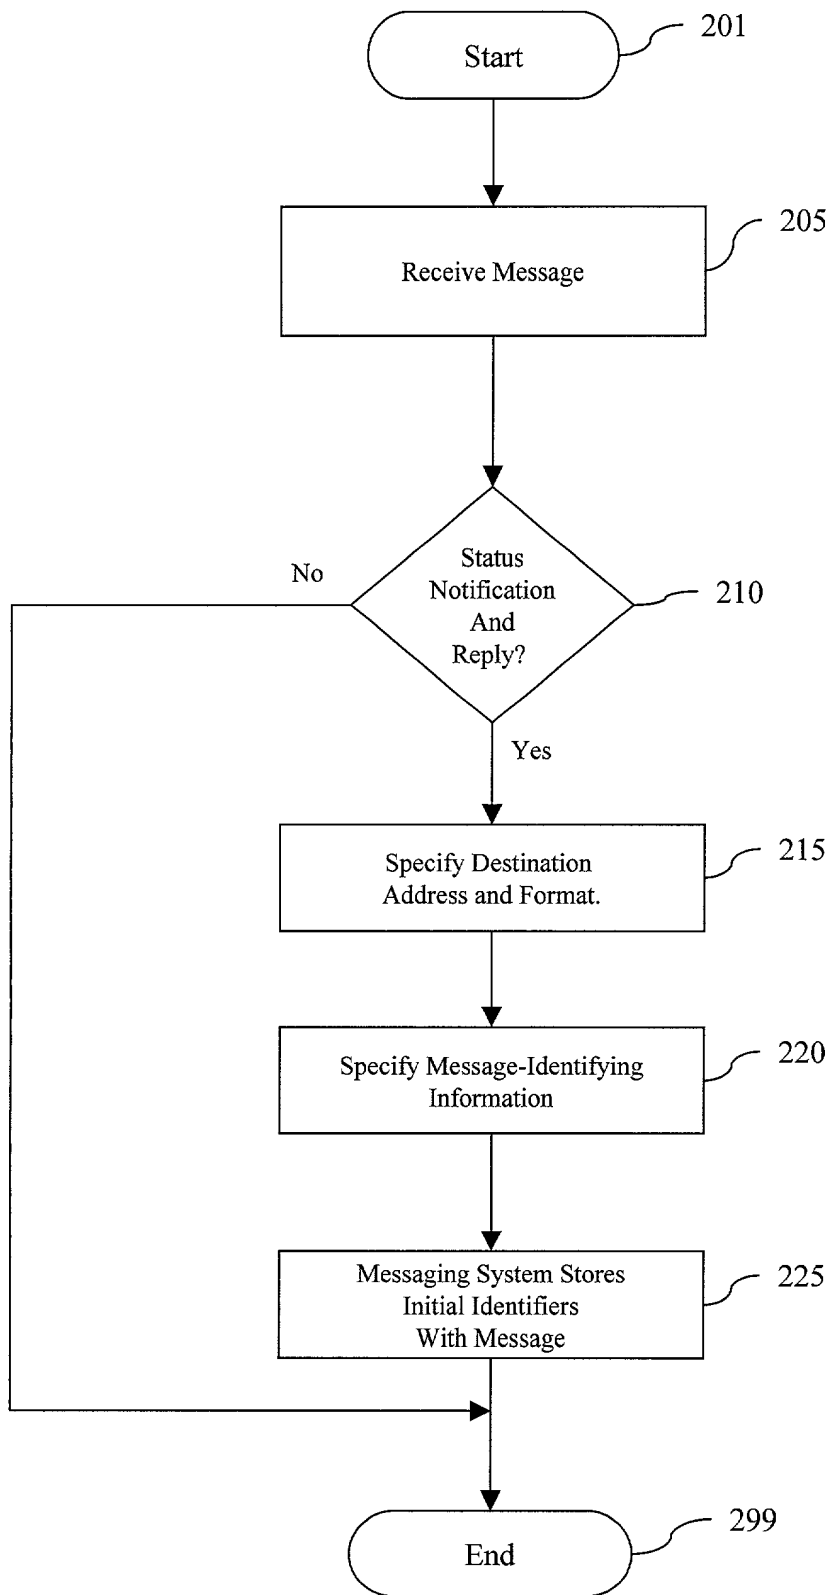 201
Start
205
Receive Message
Status
Notification
And
Reply?
No
210
Yes
215
Specify Destination
Address and Format.
220
Specify Message-Identifying
Information
225
Messaging System Stores
Initial Identifiers
With Message
299
End